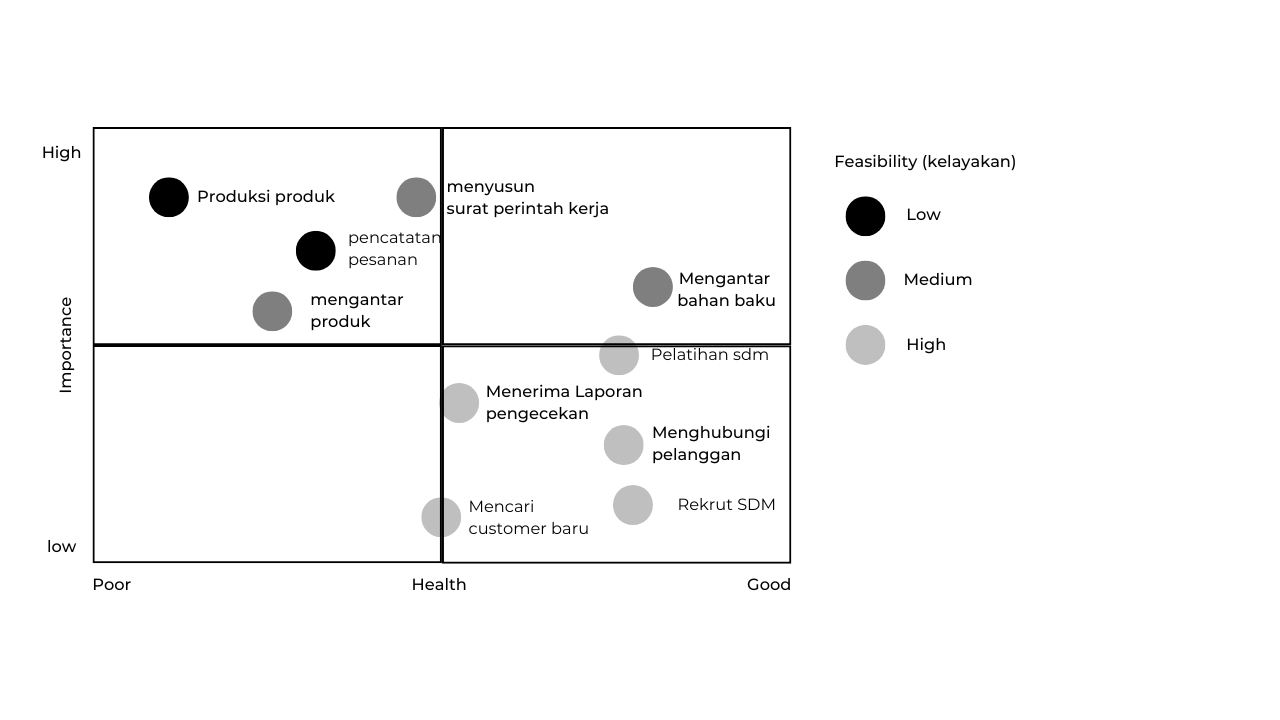 High
Produksi produk
menyusun
surat perintah kerja
pencatatan
pesanan
mengantar
produk
Mengantar
bahan baku
Pelatihan sdm
Menerima Laporan
pengecekan
Menghubungi
pelanggan
Mencari
customer baru
Rekrut SDM
Importance
low
Poor
Health
Good
Feasibility (kelayakan)
Low
Medium
High